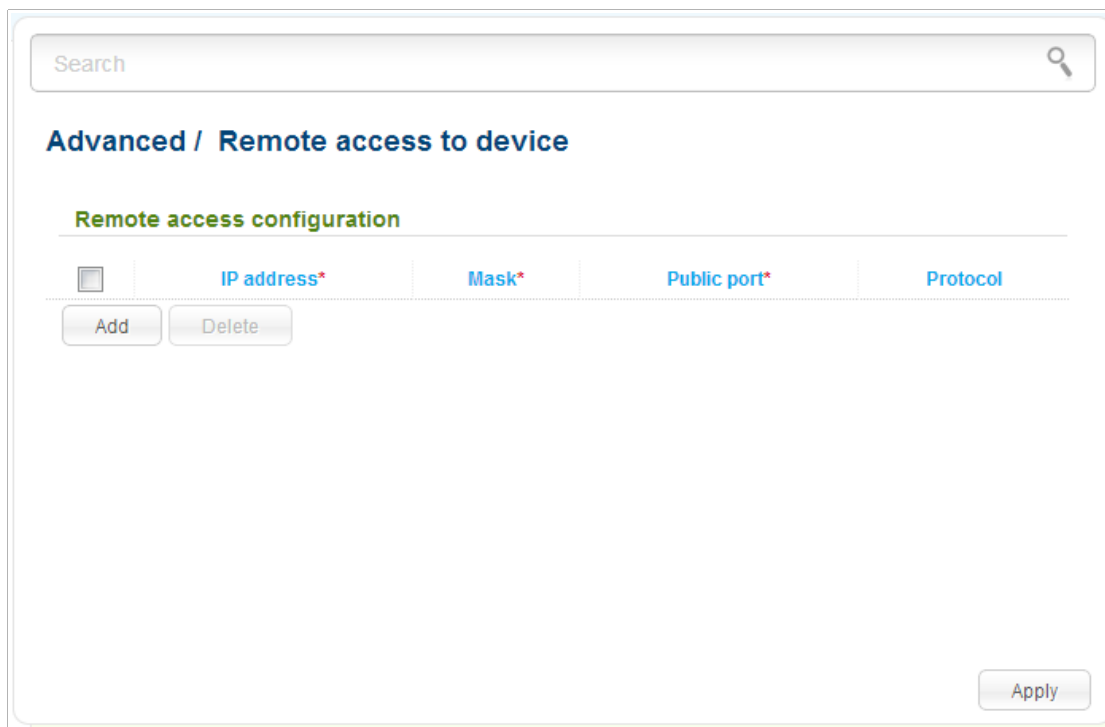 Search
Advanced / Remote access to device
Remote access configuration
IP address* Mask* Public port* Protocol
Add Delete
Apply